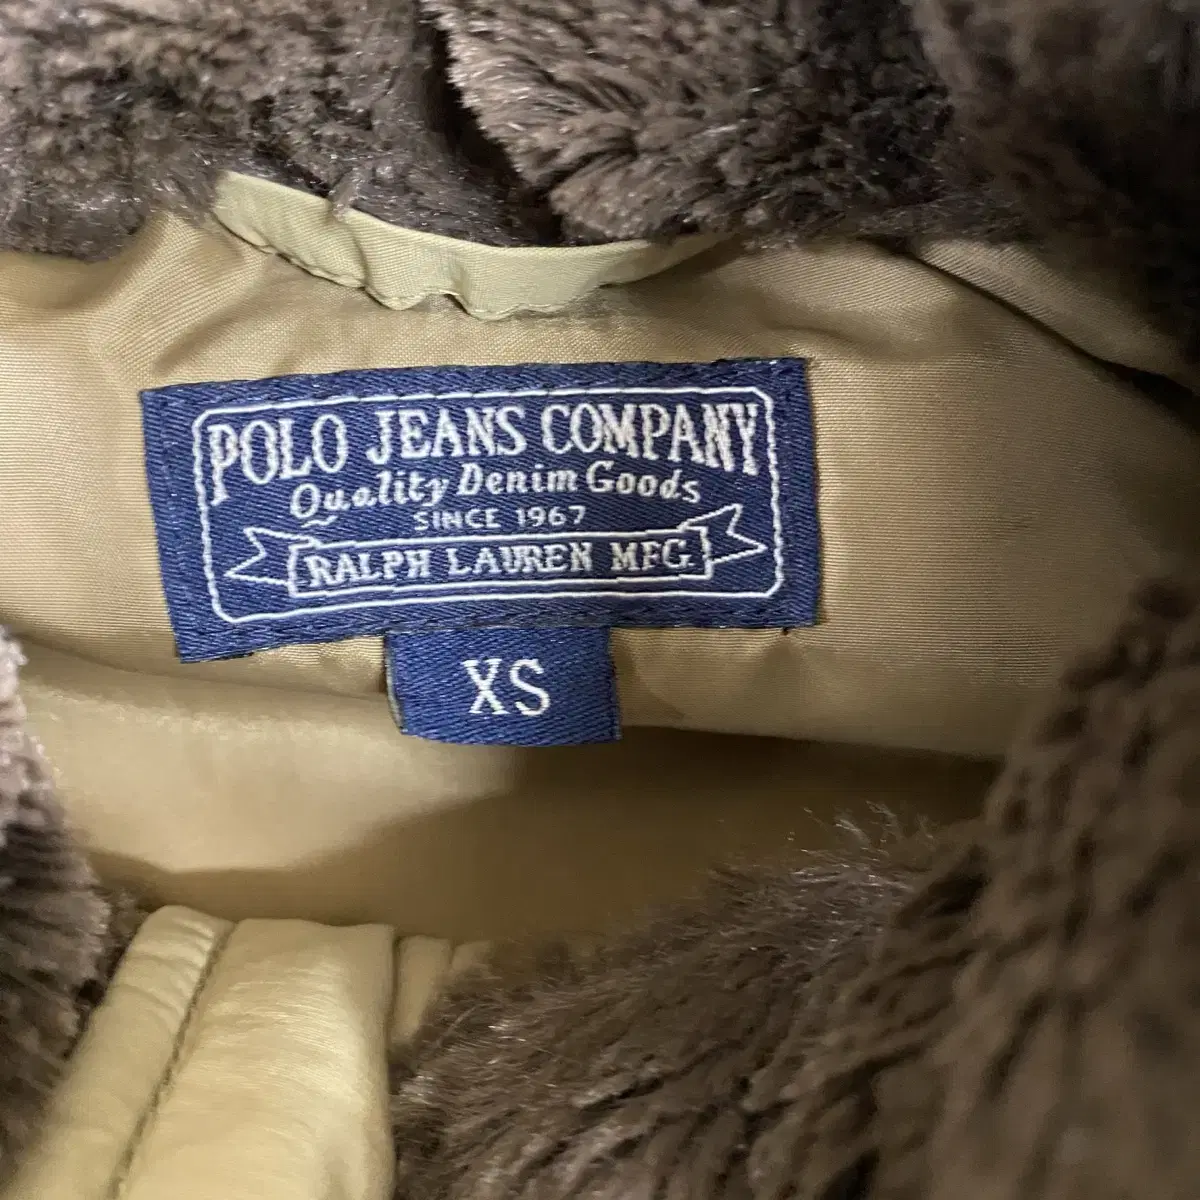 POLO JEANS COMPANY
Quality Denim Goods
SINCE 1967
RALPH LAUREN MFG.
XS